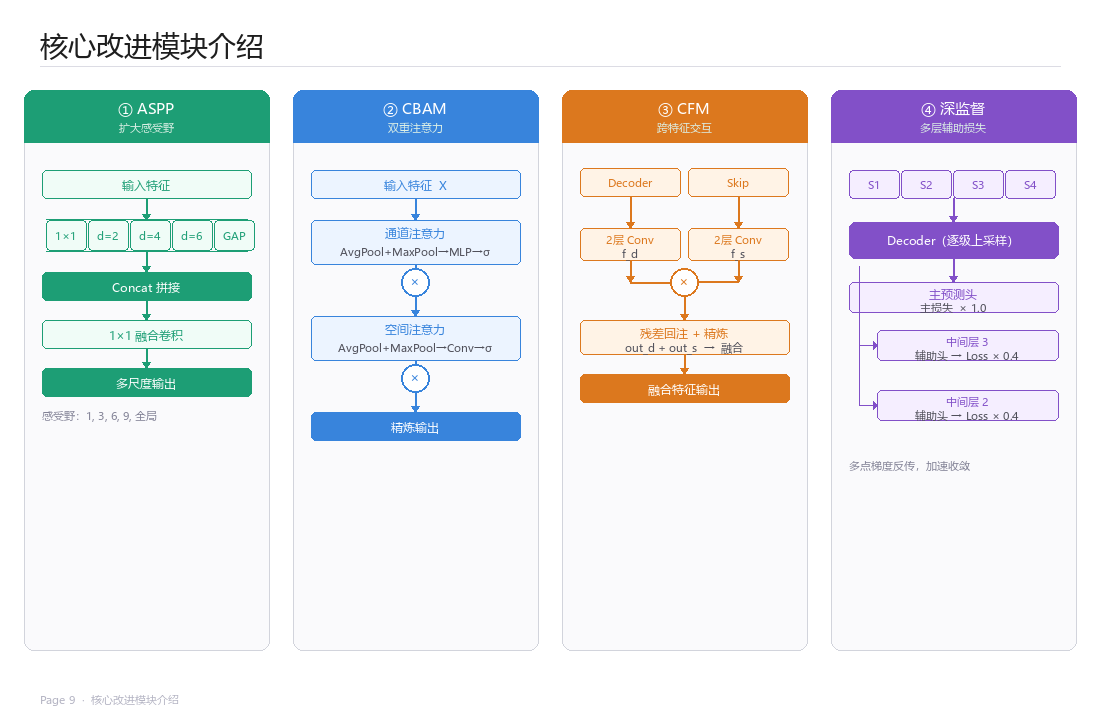 核心改进模块介绍
① ASPP
扩大感受野
输入特征
1×1
d=2
d=4
d=6
GAP
Concat 拼接
1×1 融合卷积
多尺度输出
感受野: 1, 3, 6, 9, 全局
② CBAM
双重注意力
输入特征 X
通道注意力
AvgPool+MaxPool→MLP→σ
×
空间注意力
AvgPool+MaxPool→Conv→σ
×
精炼输出
③ CFM
跨特征交互
Decoder
Skip
2层 Conv
f_d
2层 Conv
f_s
×
残差回注 + 精炼
out_d + out_s → 融合
融合特征输出
④ 深监督
多层辅助损失
S1
S2
S3
S4
Decoder (逐级上采样)
主预测头
主损失 × 1.0
中间层 3
辅助头 → Loss × 0.4
中间层 2
辅助头 → Loss × 0.4
多点梯度反传，加速收敛
Page 9 · 核心改进模块介绍